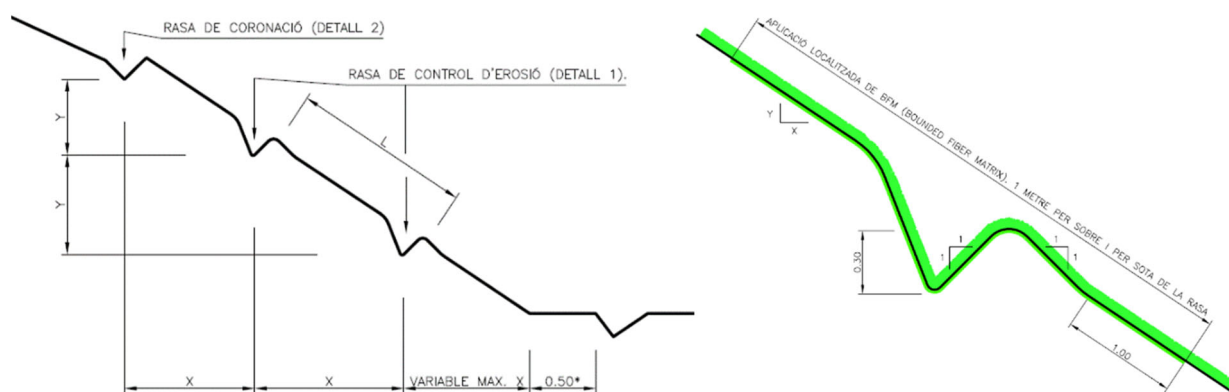 RASA DE CORONACIÓ (DETALL 2)
RASA DE CONTROL D'EROSIÓ (DETALL 1).
Y
Y
L
X
X
VARIABLE MAX. X
0.50*
APLICACIÓ LOCALITZADA DE BFM (BOUNDED FIBER MATRIX). 1 METRE PER SOBRE I PER SOTA DE LA RASA
Y
X
0.30
1
1
1
1
1.00